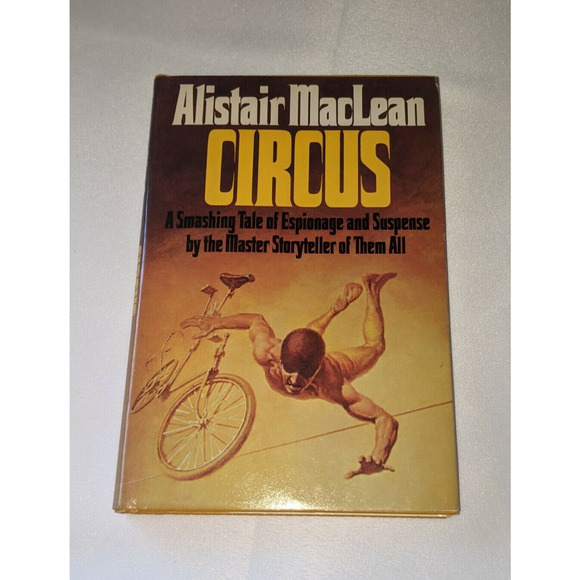 Alistair MacLean
CIRCUS
A Smashing Tale of Espionage and Suspense
by the Master Storyteller of Them All